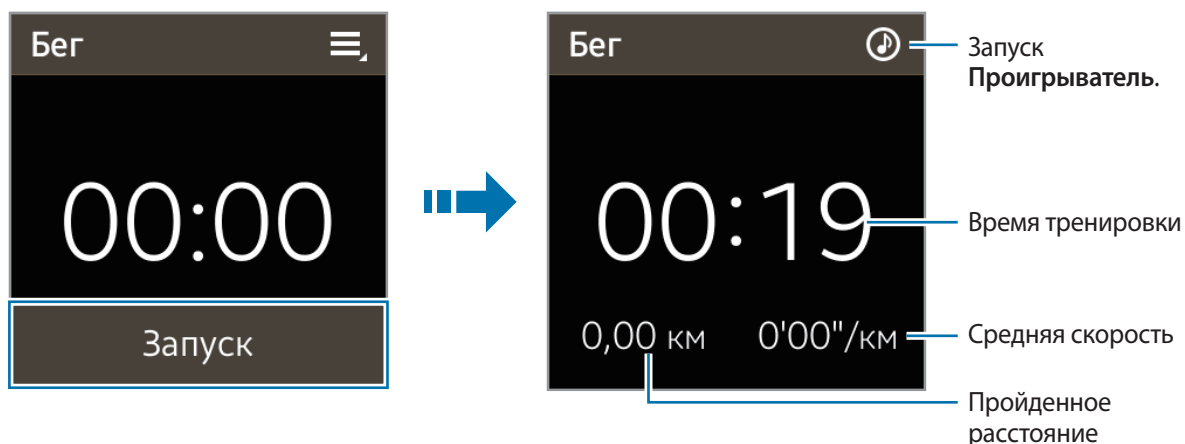 Бег
00:00
Запуск
Бег
00:19
0,00 км 0'00"/км
Запуск
Проигрыватель.
Время тренировки
Средняя скорость
Пройденное
расстояние